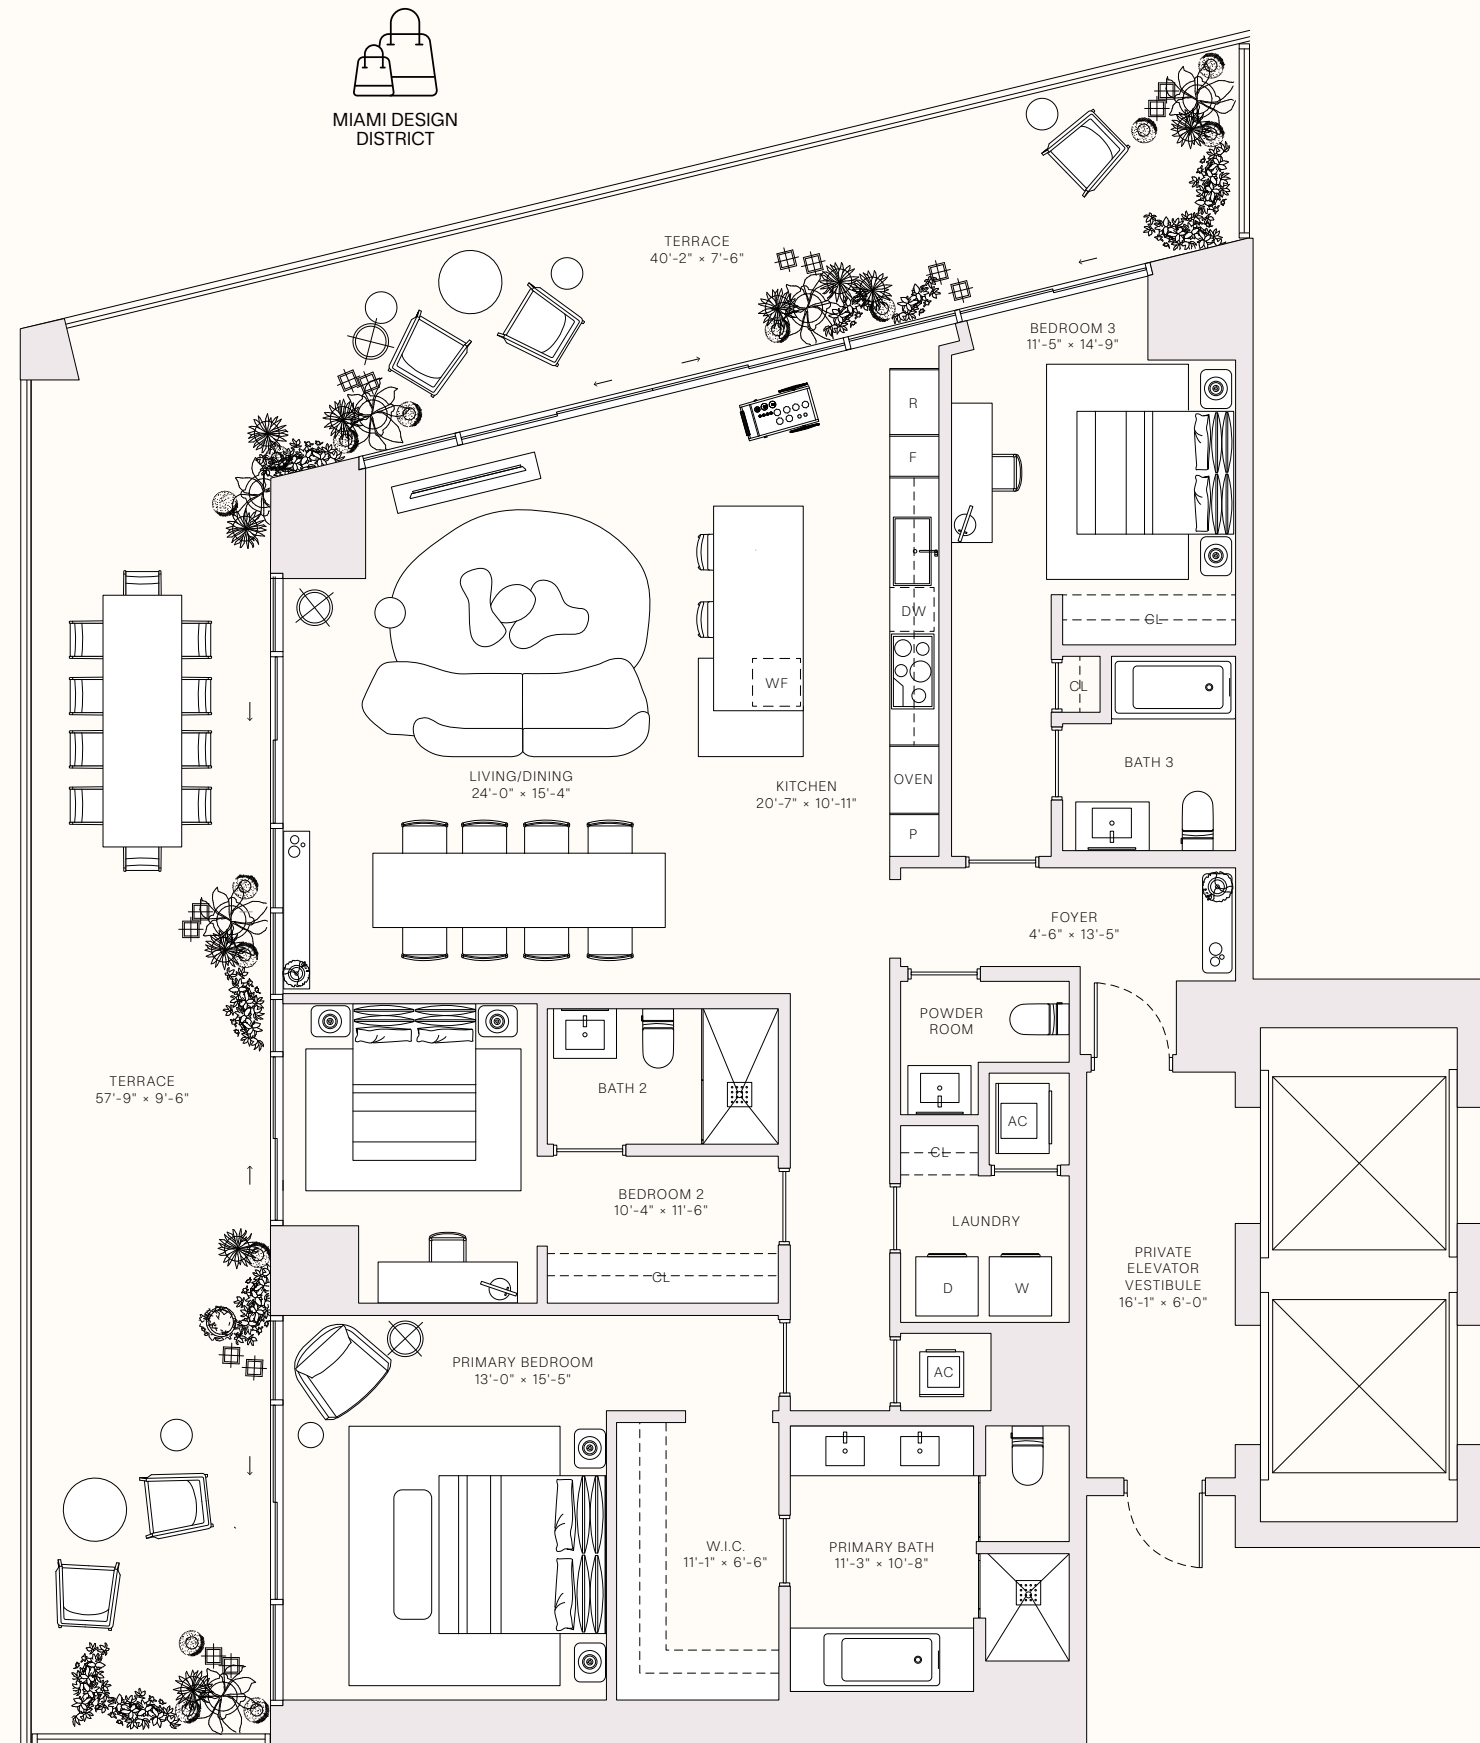 MIAMI DESIGN
DISTRICT
TERRACE
40'-2" × 7'-6"
BEDROOM 3
11'-5" × 14'-9"
R
F
DW
CL
WF
CL
BATH 3
LIVING/DINING
24'-0" × 15'-4"
KITCHEN
20'-7" × 10'-11"
OVEN
P
FOYER
4'-6" × 13'-5"
POWDER
ROOM
TERRACE
57'-9" × 9'-6"
BATH 2
AC
CL
BEDROOM 2
10'-4" × 11'-6"
LAUNDRY
CL
D
W
PRIVATE
ELEVATOR
VESTIBULE
16'-1" × 6'-0"
PRIMARY BEDROOM
13'-0" × 15'-5"
AC
W.I.C.
11'-1" × 6'-6"
PRIMARY BATH
11'-3" × 10'-8"